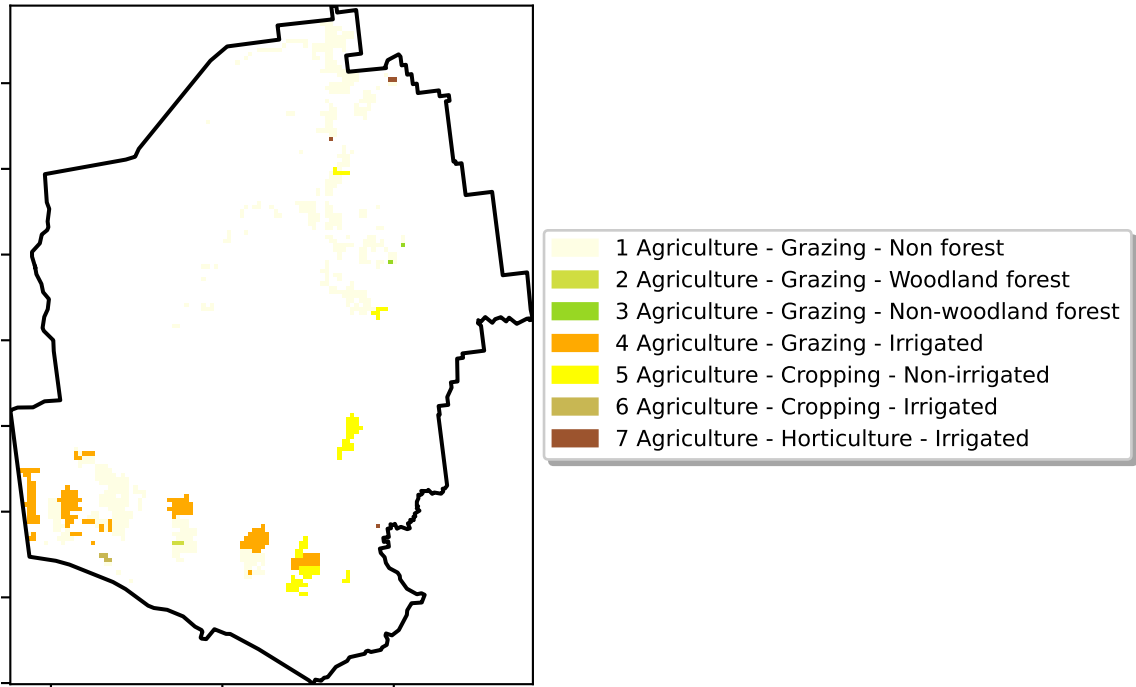 1 Agriculture - Grazing - Non forest
2 Agriculture - Grazing - Woodland forest
3 Agriculture - Grazing - Non-woodland forest
4 Agriculture - Grazing - Irrigated
5 Agriculture - Cropping - Non-irrigated
6 Agriculture - Cropping - Irrigated
7 Agriculture - Horticulture - Irrigated